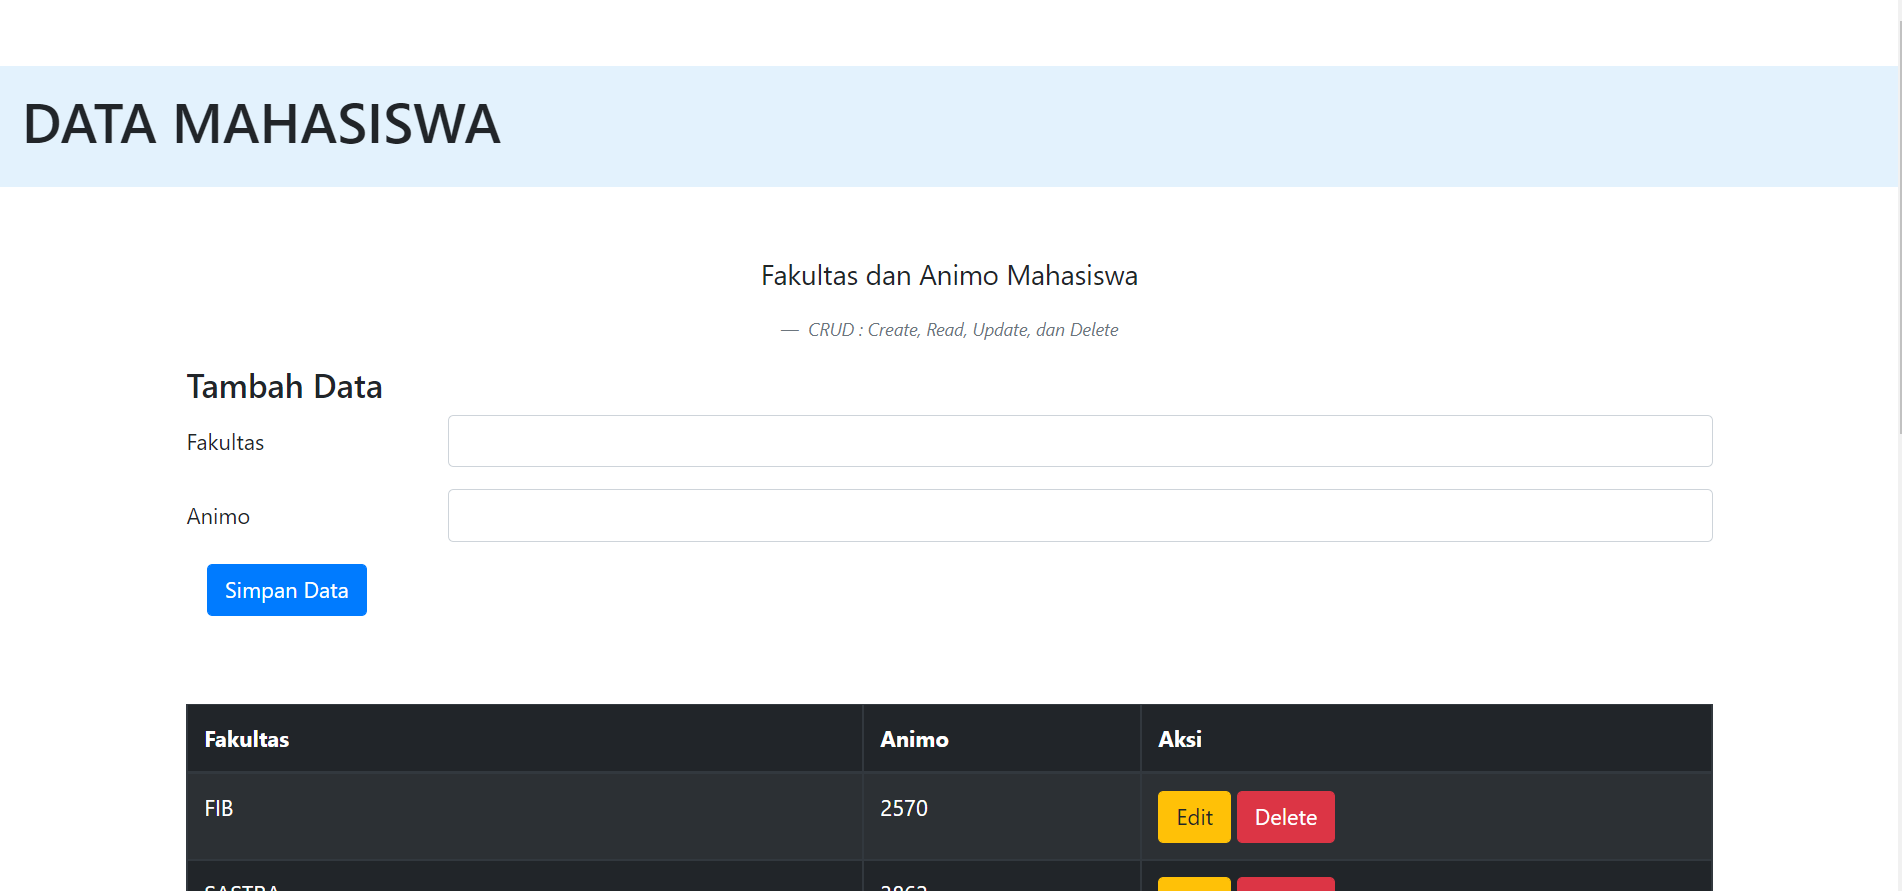 DATA MAHASISWA
Fakultas dan Animo Mahasiswa
— CRUD : Create, Read, Update, dan Delete
Tambah Data
Fakultas
Animo
Simpan Data
Fakultas Animo Aksi
FIB 2570 Edit Delete
SASTRA